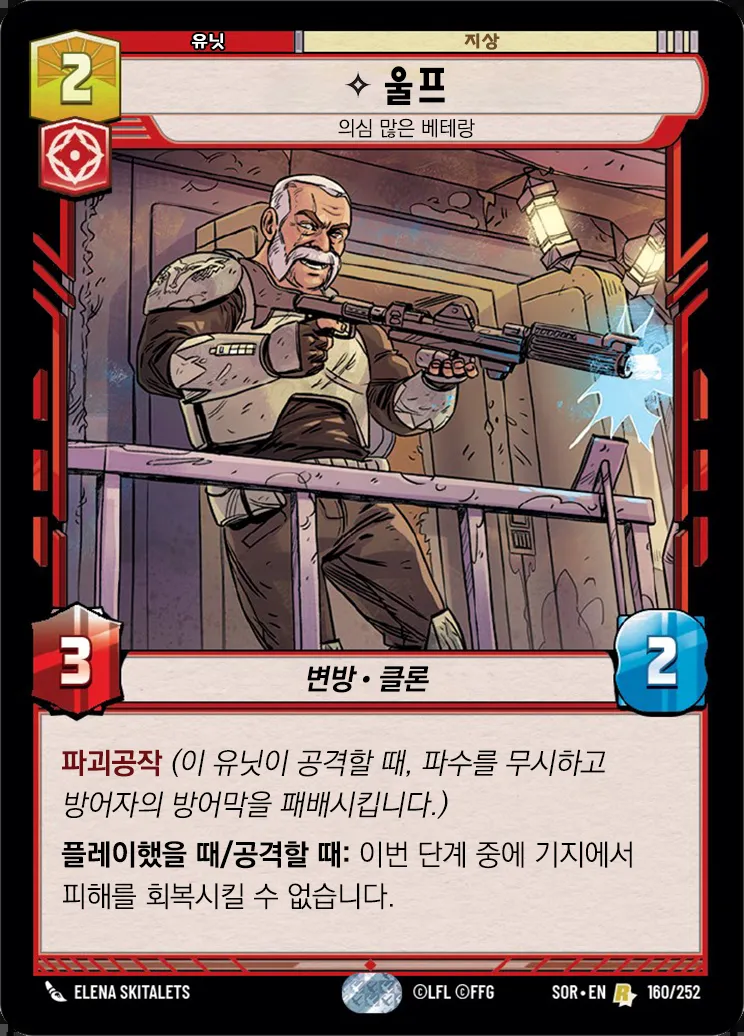 유닛
지상
2
✧ 울프
의심 많은 베테랑
3
변방 • 클론
2
파괴공작 (이 유닛이 공격할 때, 파수를 무시하고
방어자의 방어막을 패배시킵니다.)
플레이했을 때/공격할 때: 이번 단계 중에 기지에서
피해를 회복시킬 수 없습니다.
ELENA SKITALETS
©LFL ©FFG
SOR • EN R 160/252